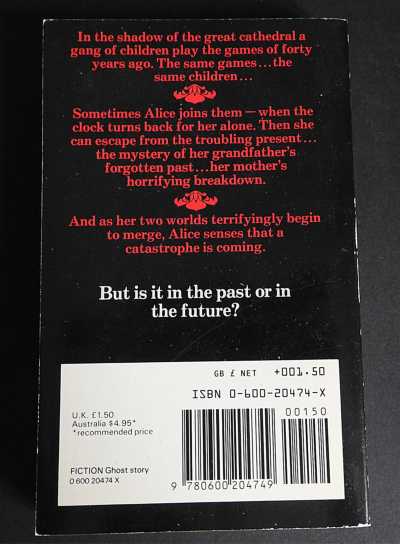 In the shadow of the great cathedral a
gang of children play the games of forty
years ago. The same games...the
same children...
Sometimes Alice joins them — when the
clock turns back for her alone. Then she
can escape from the troubling present...
the mystery of her grandfather's
forgotten past...her mother's
horrifying breakdown.
And as her two worlds terrifyingly begin
to merge, Alice senses that a
catastrophe is coming.
But is it in the past or in
the future?
GB £ NET +001.50
ISBN 0-600-20474-X
00150
U.K. £1.50
Australia $4.95*
*recommended price
FICTION Ghost story
0 600 20474 X
9 780600 204749